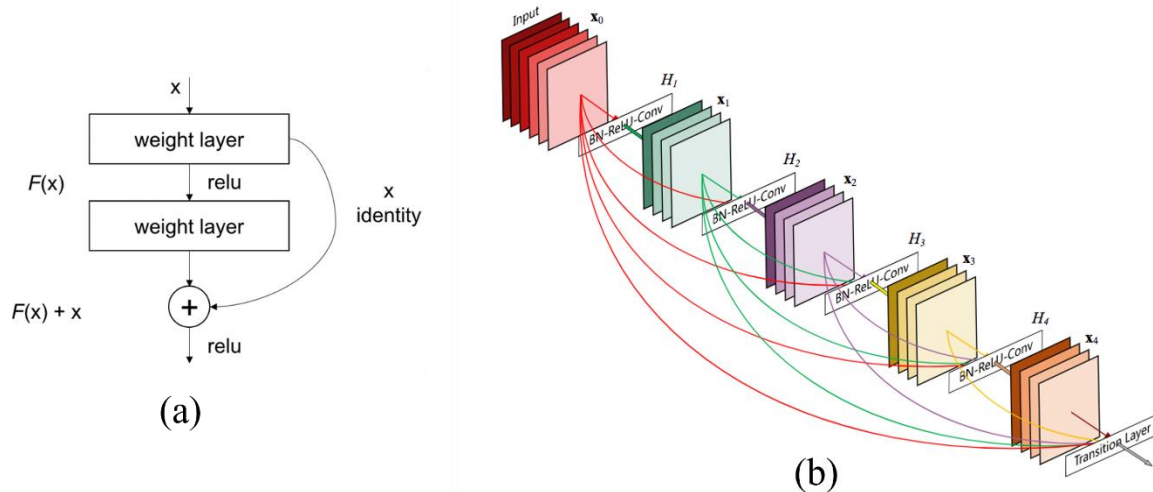 x
weight layer
F(x)
relu
x
identity
weight layer
F(x) + x
+
relu
(a)
Input
x0
H1
BN-ReLU-Conv
x1
H2
BN-ReLU-Conv
x2
H3
BN-ReLU-Conv
x3
H4
BN-ReLU-Conv
x4
Transition Layer
(b)